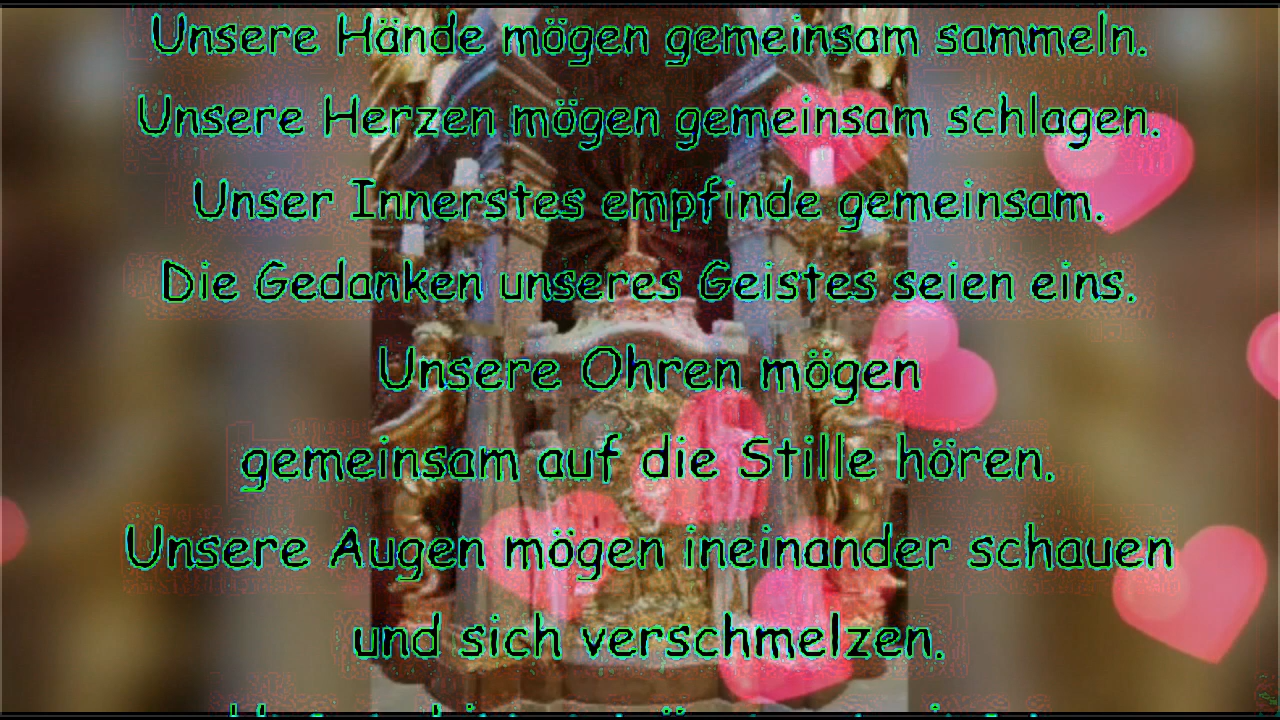 Unsere Hände mögen gemeinsam sammeln.
Unsere Herzen mögen gemeinsam schlagen.
Unser Innerstes empfinde gemeinsam.
Die Gedanken unseres Geistes seien eins.
Unsere Ohren mögen
gemeinsam auf die Stille hören.
Unsere Augen mögen ineinander schauen
und sich verschmelzen.